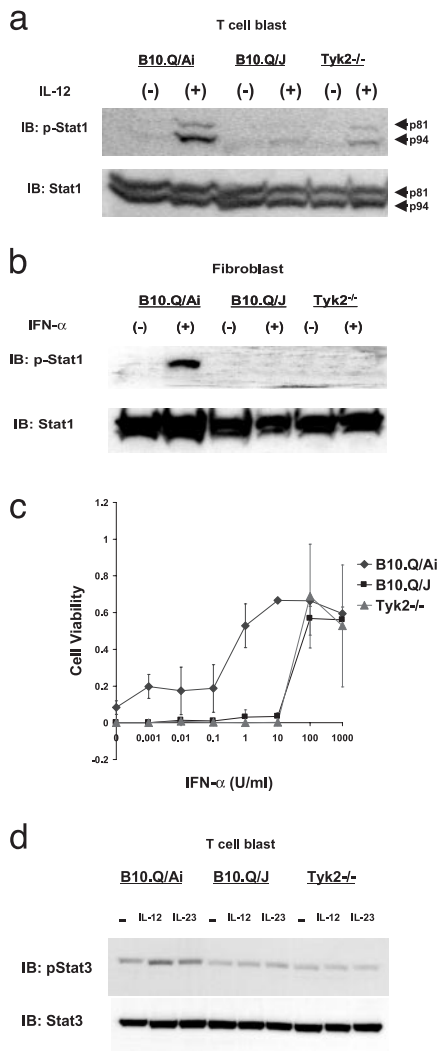 a
T cell blast
B10.Q/Ai B10.Q/J Tyk2-/-
IL-12 (-) (+) (-) (+) (-) (+)
IB: p-Stat1
p81
p94
IB: Stat1
p81
p94
b
Fibroblast
B10.Q/Ai B10.Q/J Tyk2-/-
IFN-α (-) (+) (-) (+) (-) (+)
IB: p-Stat1
IB: Stat1
c
1
0.8
0.6
0.4
0.2
0
-0.2
Cell Viability
0 0.001 0.01 0.1 1 10 100 1000
IFN-α (U/ml)
B10.Q/Ai
B10.Q/J
Tyk2-/-
d
T cell blast
B10.Q/Ai B10.Q/J Tyk2-/-
- IL-12 IL-23 - IL-12 IL-23 - IL-12 IL-23
IB: pStat3
IB: Stat3